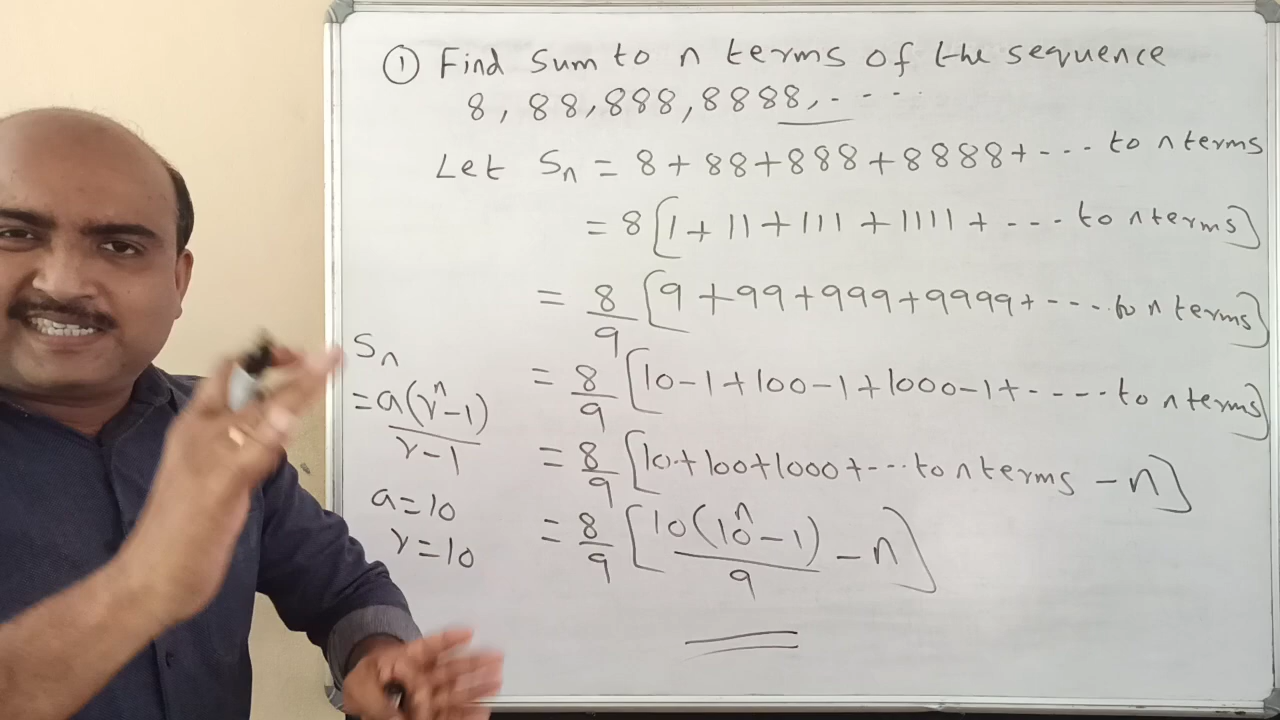 ① Find sum to n terms of the sequence
8, 88, 888, 8888, - - - -
Let Sₙ = 8 + 88 + 888 + 8888 + - - - to n terms
= 8 [1 + 11 + 111 + 1111 + - - - to n terms]
= 8/9 [9 + 99 + 999 + 9999 + - - - - to n terms]
= 8/9 [10 - 1 + 100 - 1 + 1000 - 1 + - - - - - to n terms]
= 8/9 [10 + 100 + 1000 + - - - to n terms - n]
= 8/9 [10(10ⁿ - 1)/9 - n]
Sₙ
= a(rⁿ - 1)/r - 1
a = 10
r = 10